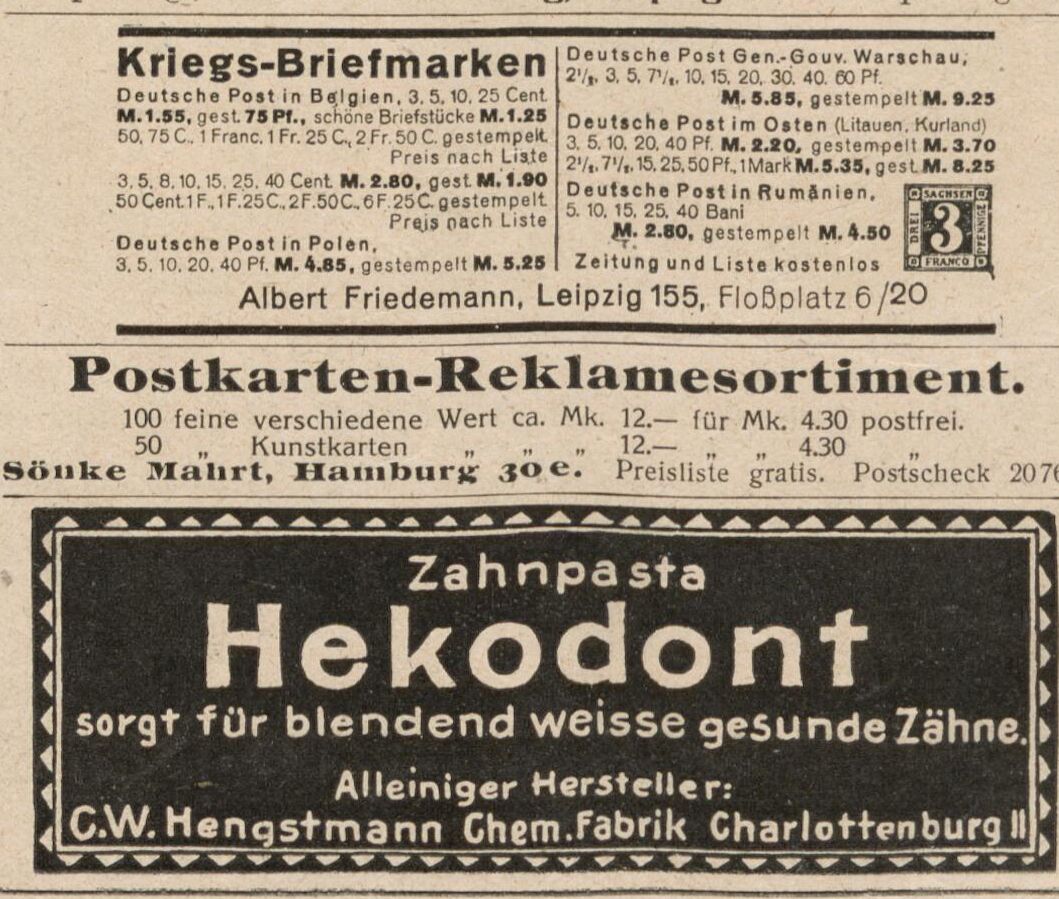 Kriegs-Briefmarken
Deutsche Post in Belgien, 3, 5, 10, 25 Cent.
M. 1.55, gest. 75 Pf., schöne Briefstücke M. 1.25
50, 75 C., 1 Franc. 1 Fr. 25 C., 2 Fr. 50 C. gestempelt.
Preis nach Liste
3, 5, 8, 10, 15, 25, 40 Cent. M. 2.80, gest. M. 1.90
50 Cent. 1 F., 1 F. 25 C., 2 F. 50 C., 6 F. 25 C. gestempelt.
Preis nach Liste
Deutsche Post in Polen,
3, 5, 10, 20, 40 Pf. M. 4.85, gestempelt M. 5.25
Deutsche Post Gen.-Gouv. Warschau,
2½, 3, 5, 7½, 10, 15, 20, 30, 40, 60 Pf.
M. 5.85, gestempelt M. 9.25
Deutsche Post im Osten (Litauen, Kurland)
3, 5, 10, 20, 40 Pf. M. 2.20, gestempelt M. 3.70
2½, 7½, 15, 25, 50 Pf., 1 Mark M. 5.35, gest. M. 8.25
Deutsche Post in Rumänien,
5, 10, 15, 25, 40 Bani
M. 2.80, gestempelt M. 4.50
Zeitung und Liste kostenlos
SACHSEN
DREI 3 PFENNIGE
FRANCO
Albert Friedemann, Leipzig 155, Floßplatz 6/20
Postkarten-Reklamesortiment.
100 feine verschiedene Wert ca. Mk. 12.— für Mk. 4.30 postfrei.
50 „ Kunstkarten „ „ „ 12.— „ „ 4.30 „
Sönke Mahrt, Hamburg 30 e. Preisliste gratis. Postscheck
Zahnpasta
Hekodont
sorgt für blendend weisse gesunde Zähne.
Alleiniger Hersteller:
C.W. Hengstmann Chem. Fabrik Charlottenburg II